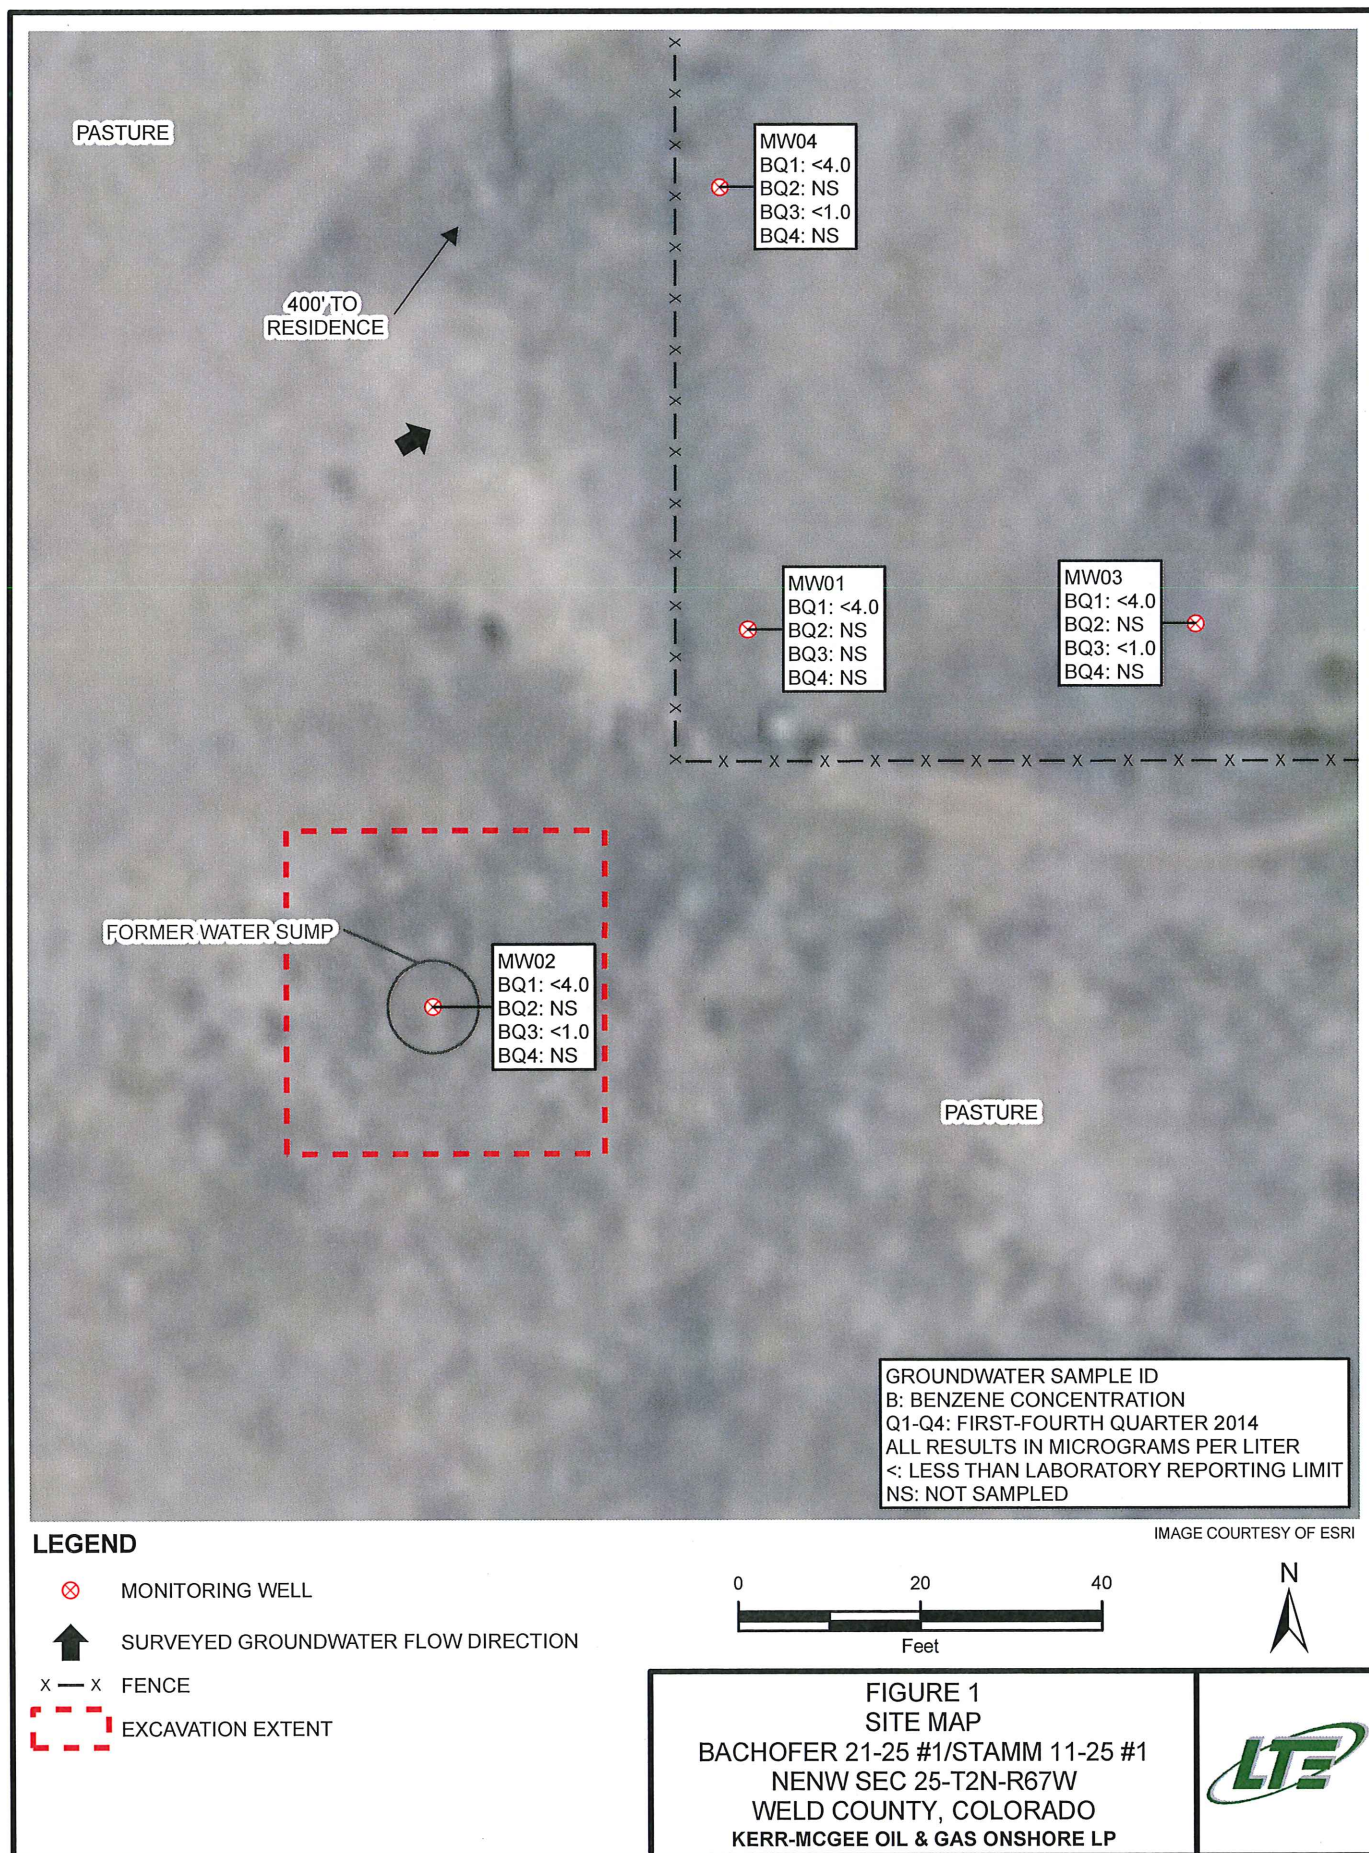 PASTURE
MW04
BQ1: <4.0
BQ2: NS
BQ3: <1.0
BQ4: NS
400' TO
RESIDENCE
MW01
BQ1: <4.0
BQ2: NS
BQ3: NS
BQ4: NS
MW03
BQ1: <4.0
BQ2: NS
BQ3: <1.0
BQ4: NS
FORMER WATER SUMP
MW02
BQ1: <4.0
BQ2: NS
BQ3: <1.0
BQ4: NS
PASTURE
GROUNDWATER SAMPLE ID
B: BENZENE CONCENTRATION
Q1-Q4: FIRST-FOURTH QUARTER 2014
ALL RESULTS IN MICROGRAMS PER LITER
<: LESS THAN LABORATORY REPORTING LIMIT
NS: NOT SAMPLED
IMAGE COURTESY OF ESRI
LEGEND
MONITORING WELL
SURVEYED GROUNDWATER FLOW DIRECTION
X — X FENCE
EXCAVATION EXTENT
0 20 40
Feet
N
FIGURE 1
SITE MAP
BACHOFER 21-25 #1/STAMM 11-25 #1
NENW SEC 25-T2N-R67W
WELD COUNTY, COLORADO
KERR-MCGEE OIL & GAS ONSHORE LP
LTE